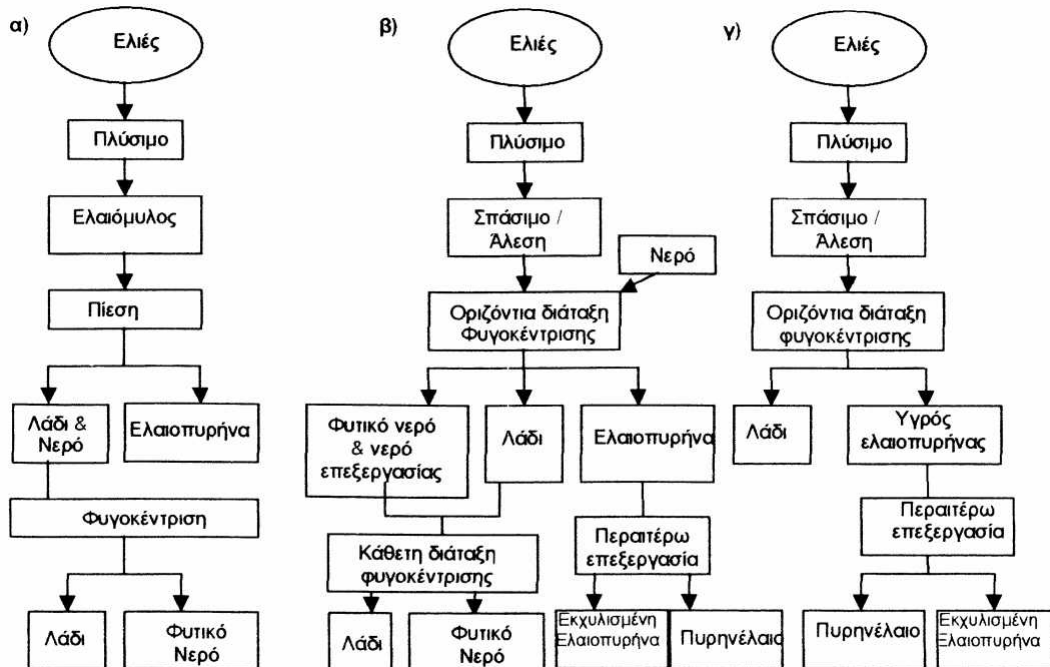 α)
Ελιές
Πλύσιμο
Ελαιόμυλος
Πίεση
Λάδι &
Νερό
Ελαιοπυρήνα
Φυγοκέντριση
Λάδι
Φυτικό
Νερό
β)
Ελιές
Πλύσιμο
Σπάσιμο /
Άλεση
Νερό
Οριζόντια διάταξη
Φυγοκέντρισης
Φυτικό νερό
& νερό
επεξεργασίας
Λάδι
Ελαιοπυρήνα
Κάθετη διάταξη
φυγοκέντρισης
Περαιτέρω
επεξεργασία
Λάδι
Φυτικό
Νερό
Εκχυλισμένη
Ελαιοπυρήνα
Πυρηνέλαιο
γ)
Ελιές
Πλύσιμο
Σπάσιμο /
Άλεση
Οριζόντια διάταξη
φυγοκέντρισης
Λάδι
Υγρός
ελαιοπυρήνας
Περαιτέρω
επεξεργασία
Πυρηνέλαιο
Εκχυλισμένη
Ελαιοπυρήνα